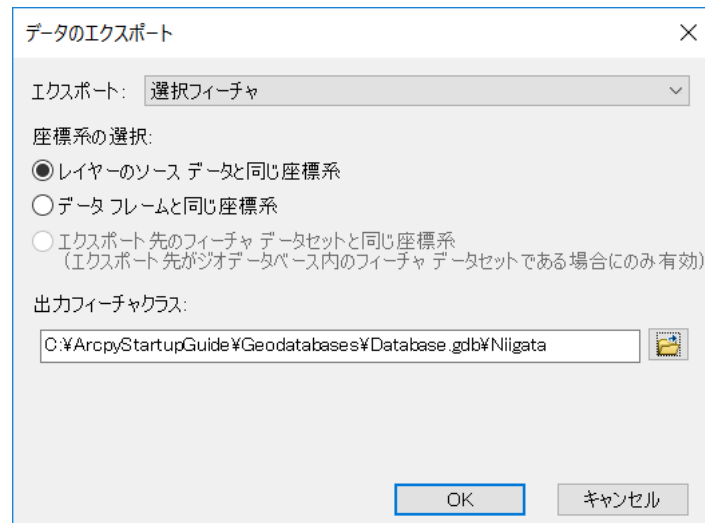 データのエクスポート
エクスポート: 選択フィーチャ
座標系の選択:
レイヤーのソース データと同じ座標系
データ フレームと同じ座標系
エクスポート先のフィーチャ データセットと同じ座標系
(エクスポート先がジオデータベース内のフィーチャ データセットである場合にのみ有効)
出力フィーチャクラス:
C:¥ArcpyStartupGuide¥Geodatabases¥Database.gdb¥Niigata
OK キャンセル